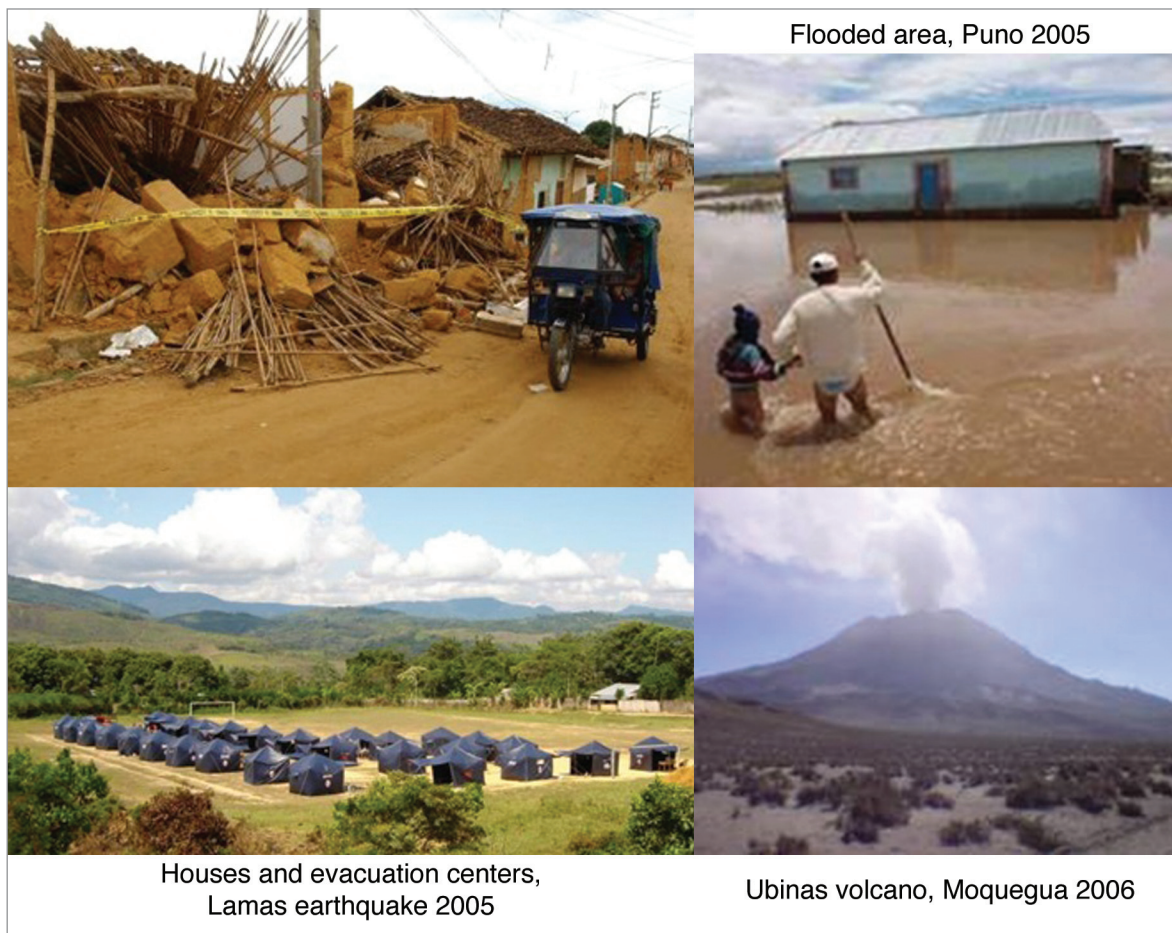 Flooded area, Puno 2005
Houses and evacuation centers,
Lamas earthquake 2005
Ubinas volcano, Moquegua 2006